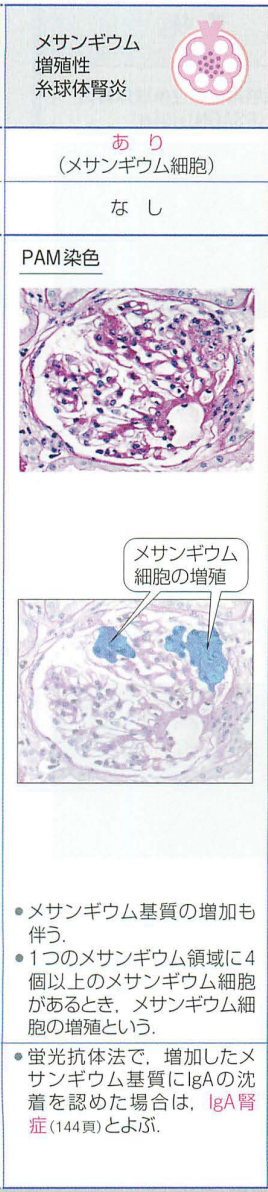 メサンギウム
増殖性
糸球体腎炎
あ り
(メサンギウム細胞)
な し
PAM染色
メサンギウム
細胞の増殖
●メサンギウム基質の増加も
伴う.
●1つのメサンギウム領域に4
個以上のメサンギウム細胞
があるとき,メサンギウム細
胞の増殖という.
●蛍光抗体法で,増加したメ
サンギウム基質にIgAの沈
着を認めた場合は,IgA腎
症(144頁)とよぶ.